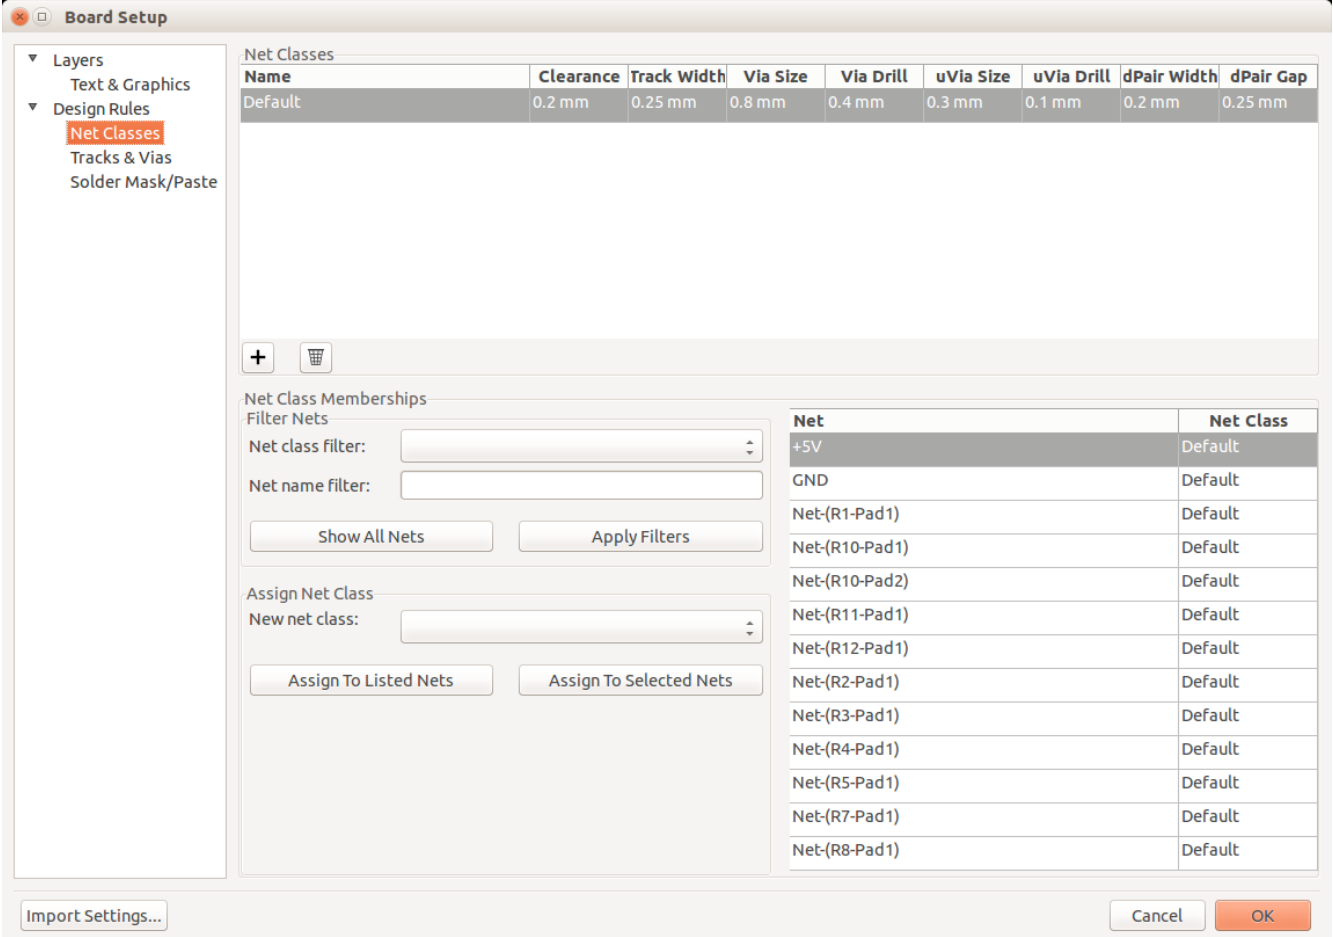 Board Setup
Layers
Text & Graphics
Design Rules
Net Classes
Tracks & Vias
Solder Mask/Paste
Net Classes
Name Clearance Track Width Via Size Via Drill uVia Size uVia Drill dPair Width dPair Gap
Default 0.2 mm 0.25 mm 0.8 mm 0.4 mm 0.3 mm 0.1 mm 0.2 mm 0.25 mm
Net Class Memberships
Filter Nets
Net class filter:
Net name filter:
Show All Nets Apply Filters
Assign Net Class
New net class:
Assign To Listed Nets Assign To Selected Nets
Net Net Class
+5V Default
GND Default
Net-(R1-Pad1) Default
Net-(R10-Pad1) Default
Net-(R10-Pad2) Default
Net-(R11-Pad1) Default
Net-(R12-Pad1) Default
Net-(R2-Pad1) Default
Net-(R3-Pad1) Default
Net-(R4-Pad1) Default
Net-(R5-Pad1) Default
Net-(R7-Pad1) Default
Net-(R8-Pad1) Default
Import Settings... Cancel OK